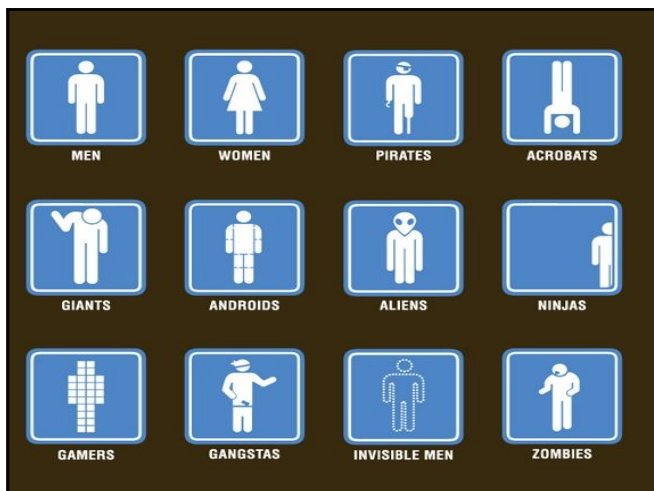 MEN
WOMEN
PIRATES
ACROBATS
GIANTS
ANDROIDS
ALIENS
NINJAS
GAMERS
GANGSTAS
INVISIBLE MEN
ZOMBIES